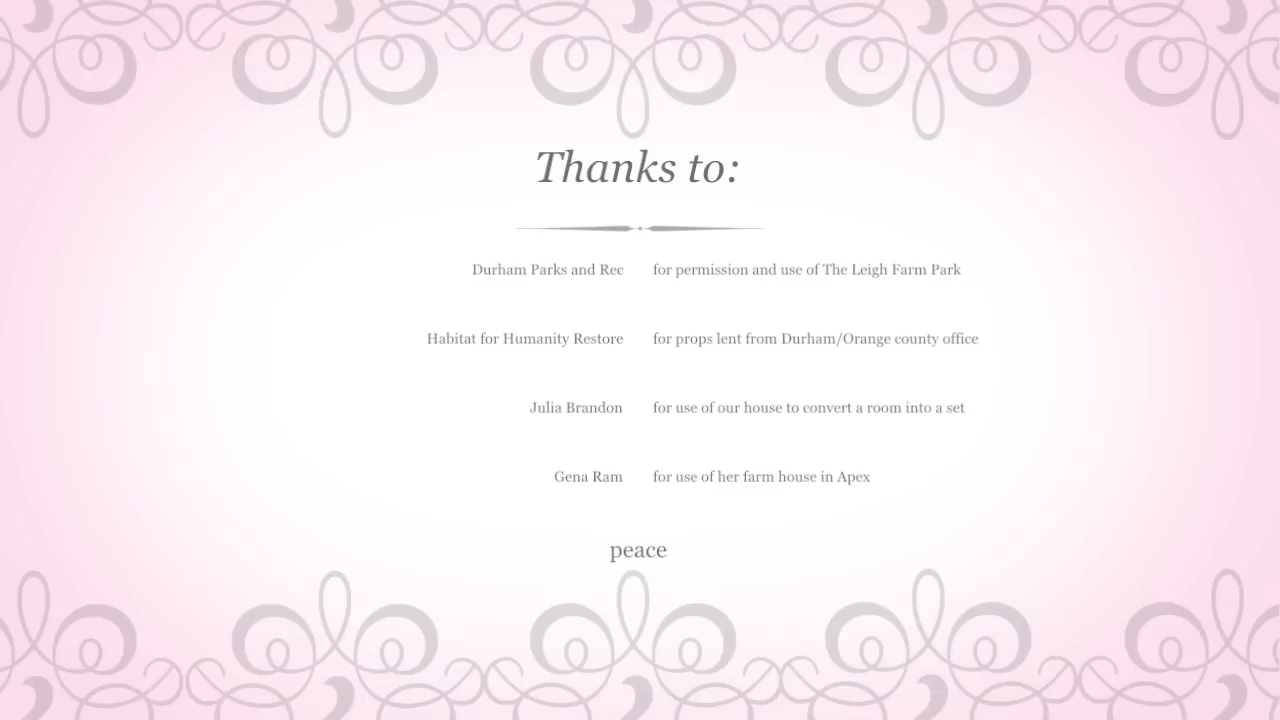 Thanks to:
Durham Parks and Rec for permission and use of The Leigh Farm Park
Habitat for Humanity Restore for props lent from Durham/Orange county office
Julia Brandon for use of our house to convert a room into a set
Gena Ram for use of her farm house in Apex
peace